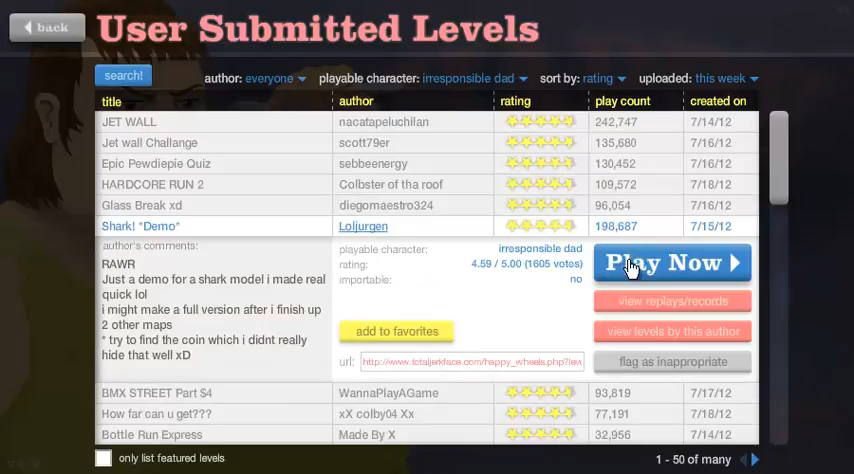 back
User Submitted Levels
search!
author: everyone playable character: irresponsible dad sort by: rating uploaded: this week
title author rating play count created on
JET WALL nacatapeluchilan 242,747 7/14/12
Jet wall Challange scott79er 135,680 7/16/12
Epic Pewdiepie Quiz sebbeenergy 130,452 7/16/12
HARDCORE RUN 2 Colbster of tha roof 109,572 7/18/12
Glass Break xd diegomaestro324 96,054 7/16/12
Shark! *Demo* Loljurgen 198,687 7/15/12
author's comments:
RAWR
Just a demo for a shark model i made real
quick lol
i might make a full version after i finish up
2 other maps
* try to find the coin which i didnt really
hide that well xD
playable character: irresponsible dad
rating: 4.59 / 5.00 (1605 votes)
importable: no
add to favorites
url: http://www.totaljerkface.com/happy_wheels.php?lev
Play Now
view replays/records
view levels by this author
flag as inappropriate
BMX STREET Part S4 WannaPlayAGame 93,819 7/17/12
How far can u get??? xX colby04 Xx 77,191 7/18/12
Bottle Run Express Made By X 32,956 7/14/12
only list featured levels
1 - 50 of many